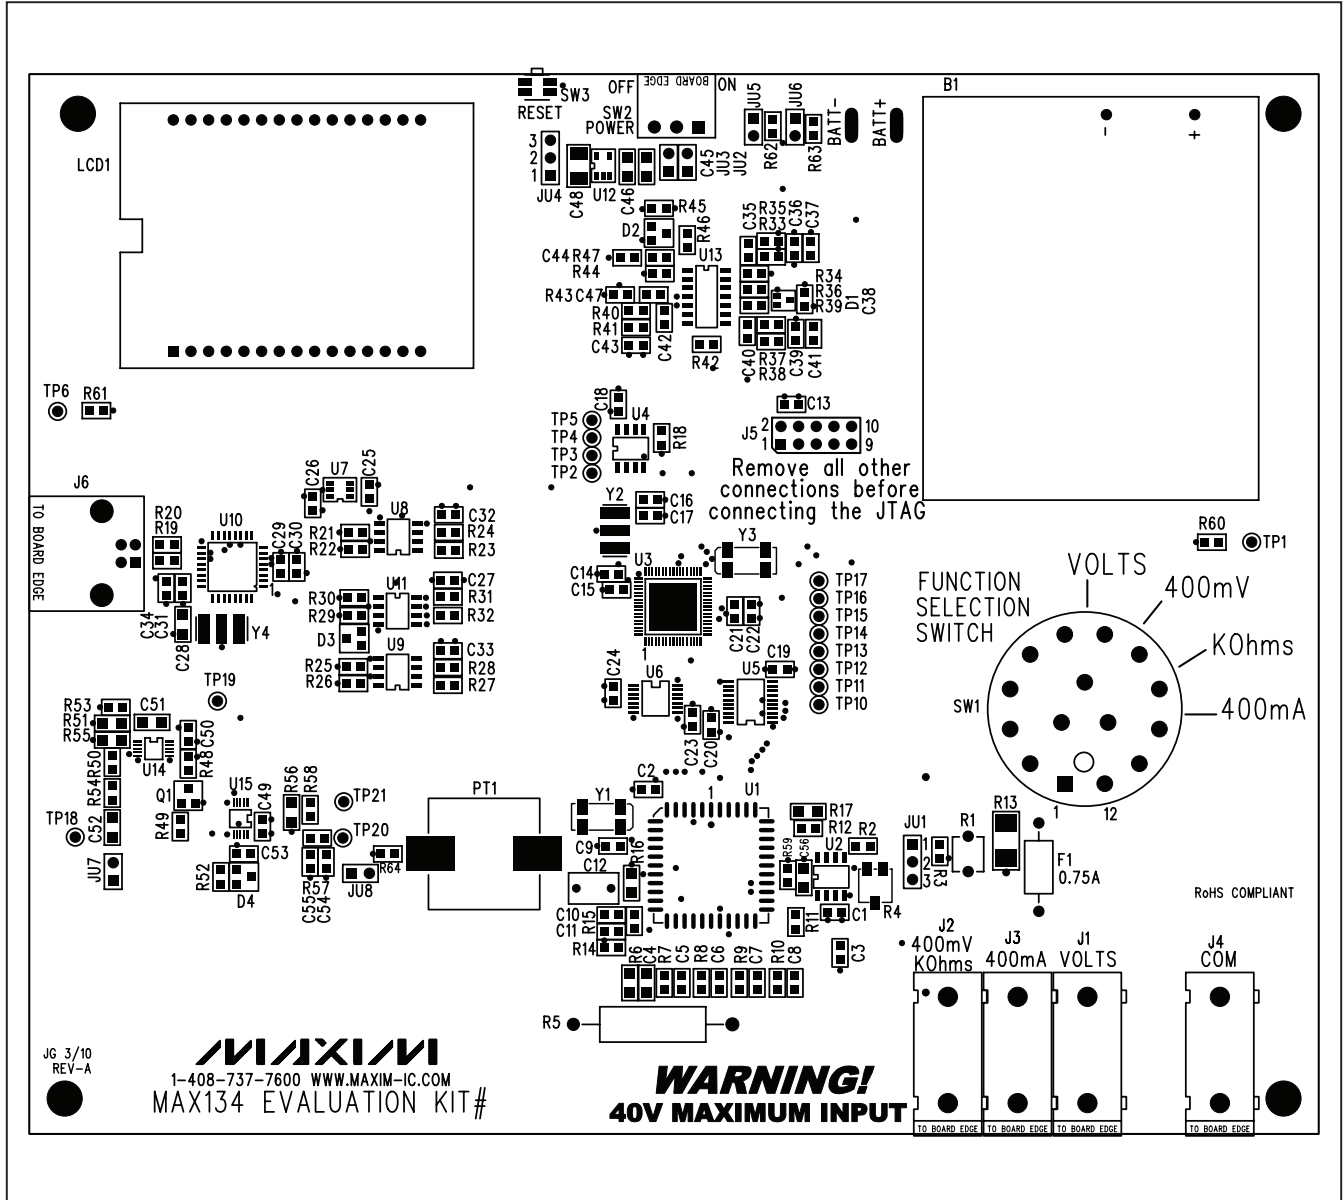 OFF BOARD EDGE ON
SW3
RESET
SW2
POWER
JU5
JU6
R62
R63
BATT-
BATT+
B1
- +
LCD1
3
2
1
JU4
C48
U12
C46
C45
JU3
JU2
R45
D2
R46
C44 R47
R44
U13
R43 C47
R40
R41
C43
C42
R42
C35
R35
R33
C36
C37
R34
R36
R39
D1
C38
C40
R37
R38
C39
C41
TP6
R61
C18
U4
R18
TP5
TP4
TP3
TP2
C13
J5
2 10
1 9
Remove all other
connections before
connecting the JTAG
J6
TO BOARD EDGE
R20
R19
U10
C29
C30
1
C34
C31
C28
Y4
C26
U7
C25
U8
R21
R22
C32
R24
R23
U11
R30
R29
D3
C27
R31
R32
U9
R25
R26
C33
R28
R27
Y2
C16
C17
U3
Y3
C14
C15
1
C21
C22
C24
U6
U5
C19
C23
C20
TP17
TP16
TP15
TP14
TP13
TP12
TP11
TP10
R60
TP1
FUNCTION
SELECTION
SWITCH
VOLTS
400mV
KOhms
400mA
SW1
1
12
TP19
R53
R51
R55
C51
C50
R48
U14
R50
R54
C52
Q1
R49
U15
C49
C53
R52
D4
R56
R58
TP21
TP20
TP18
JU7
C55
R57
C54
JU8
R64
PT1
C2
Y1
1
U1
C9
R16
C12
C10
C11
R15
R14
R17
R12
U2
R2
R59
C56
R11
C1
R4
C3
JU1
1
2
3
R3
R1
R13
F1
0.75A
RoHS COMPLIANT
R6
C4
R7
C5
R8
C6
R9
C7
R10
C8
R5
J2
400mV
KOhms
J3
400mA
J1
VOLTS
J4
COM
JG 3/10
REV-A
MAXIM
1-408-737-7600 WWW.MAXIM-IC.COM
MAX134 EVALUATION KIT#
WARNING!
40V MAXIMUM INPUT
TO BOARD EDGE TO BOARD EDGE TO BOARD EDGE TO BOARD EDGE